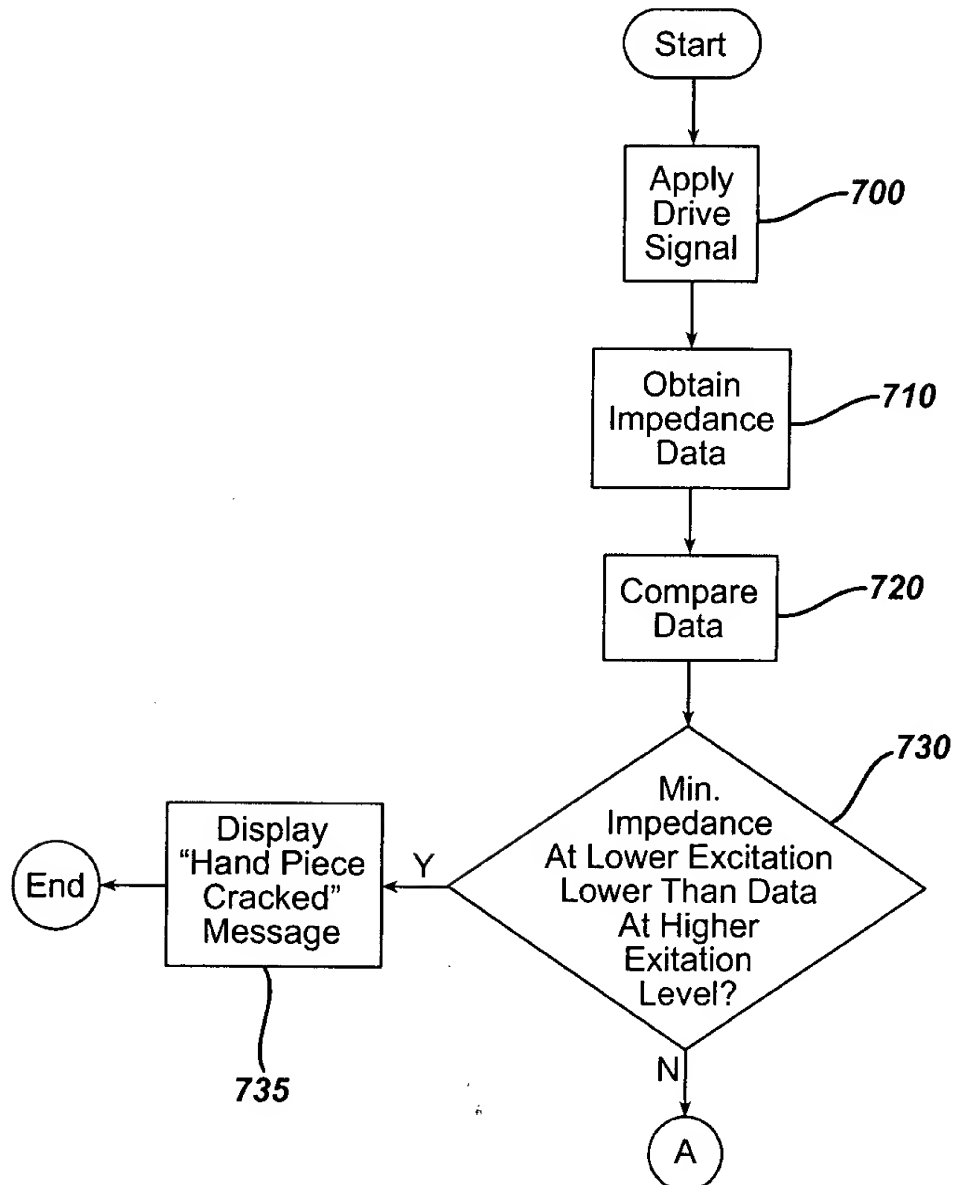 Start
Apply
Drive
Signal
700
Obtain
Impedance
Data
710
Compare
Data
720
Min.
Impedance
At Lower Excitation
Lower Than Data
At Higher
Exitation
Level?
730
Y
Display
“Hand Piece
Cracked”
Message
735
End
N
A